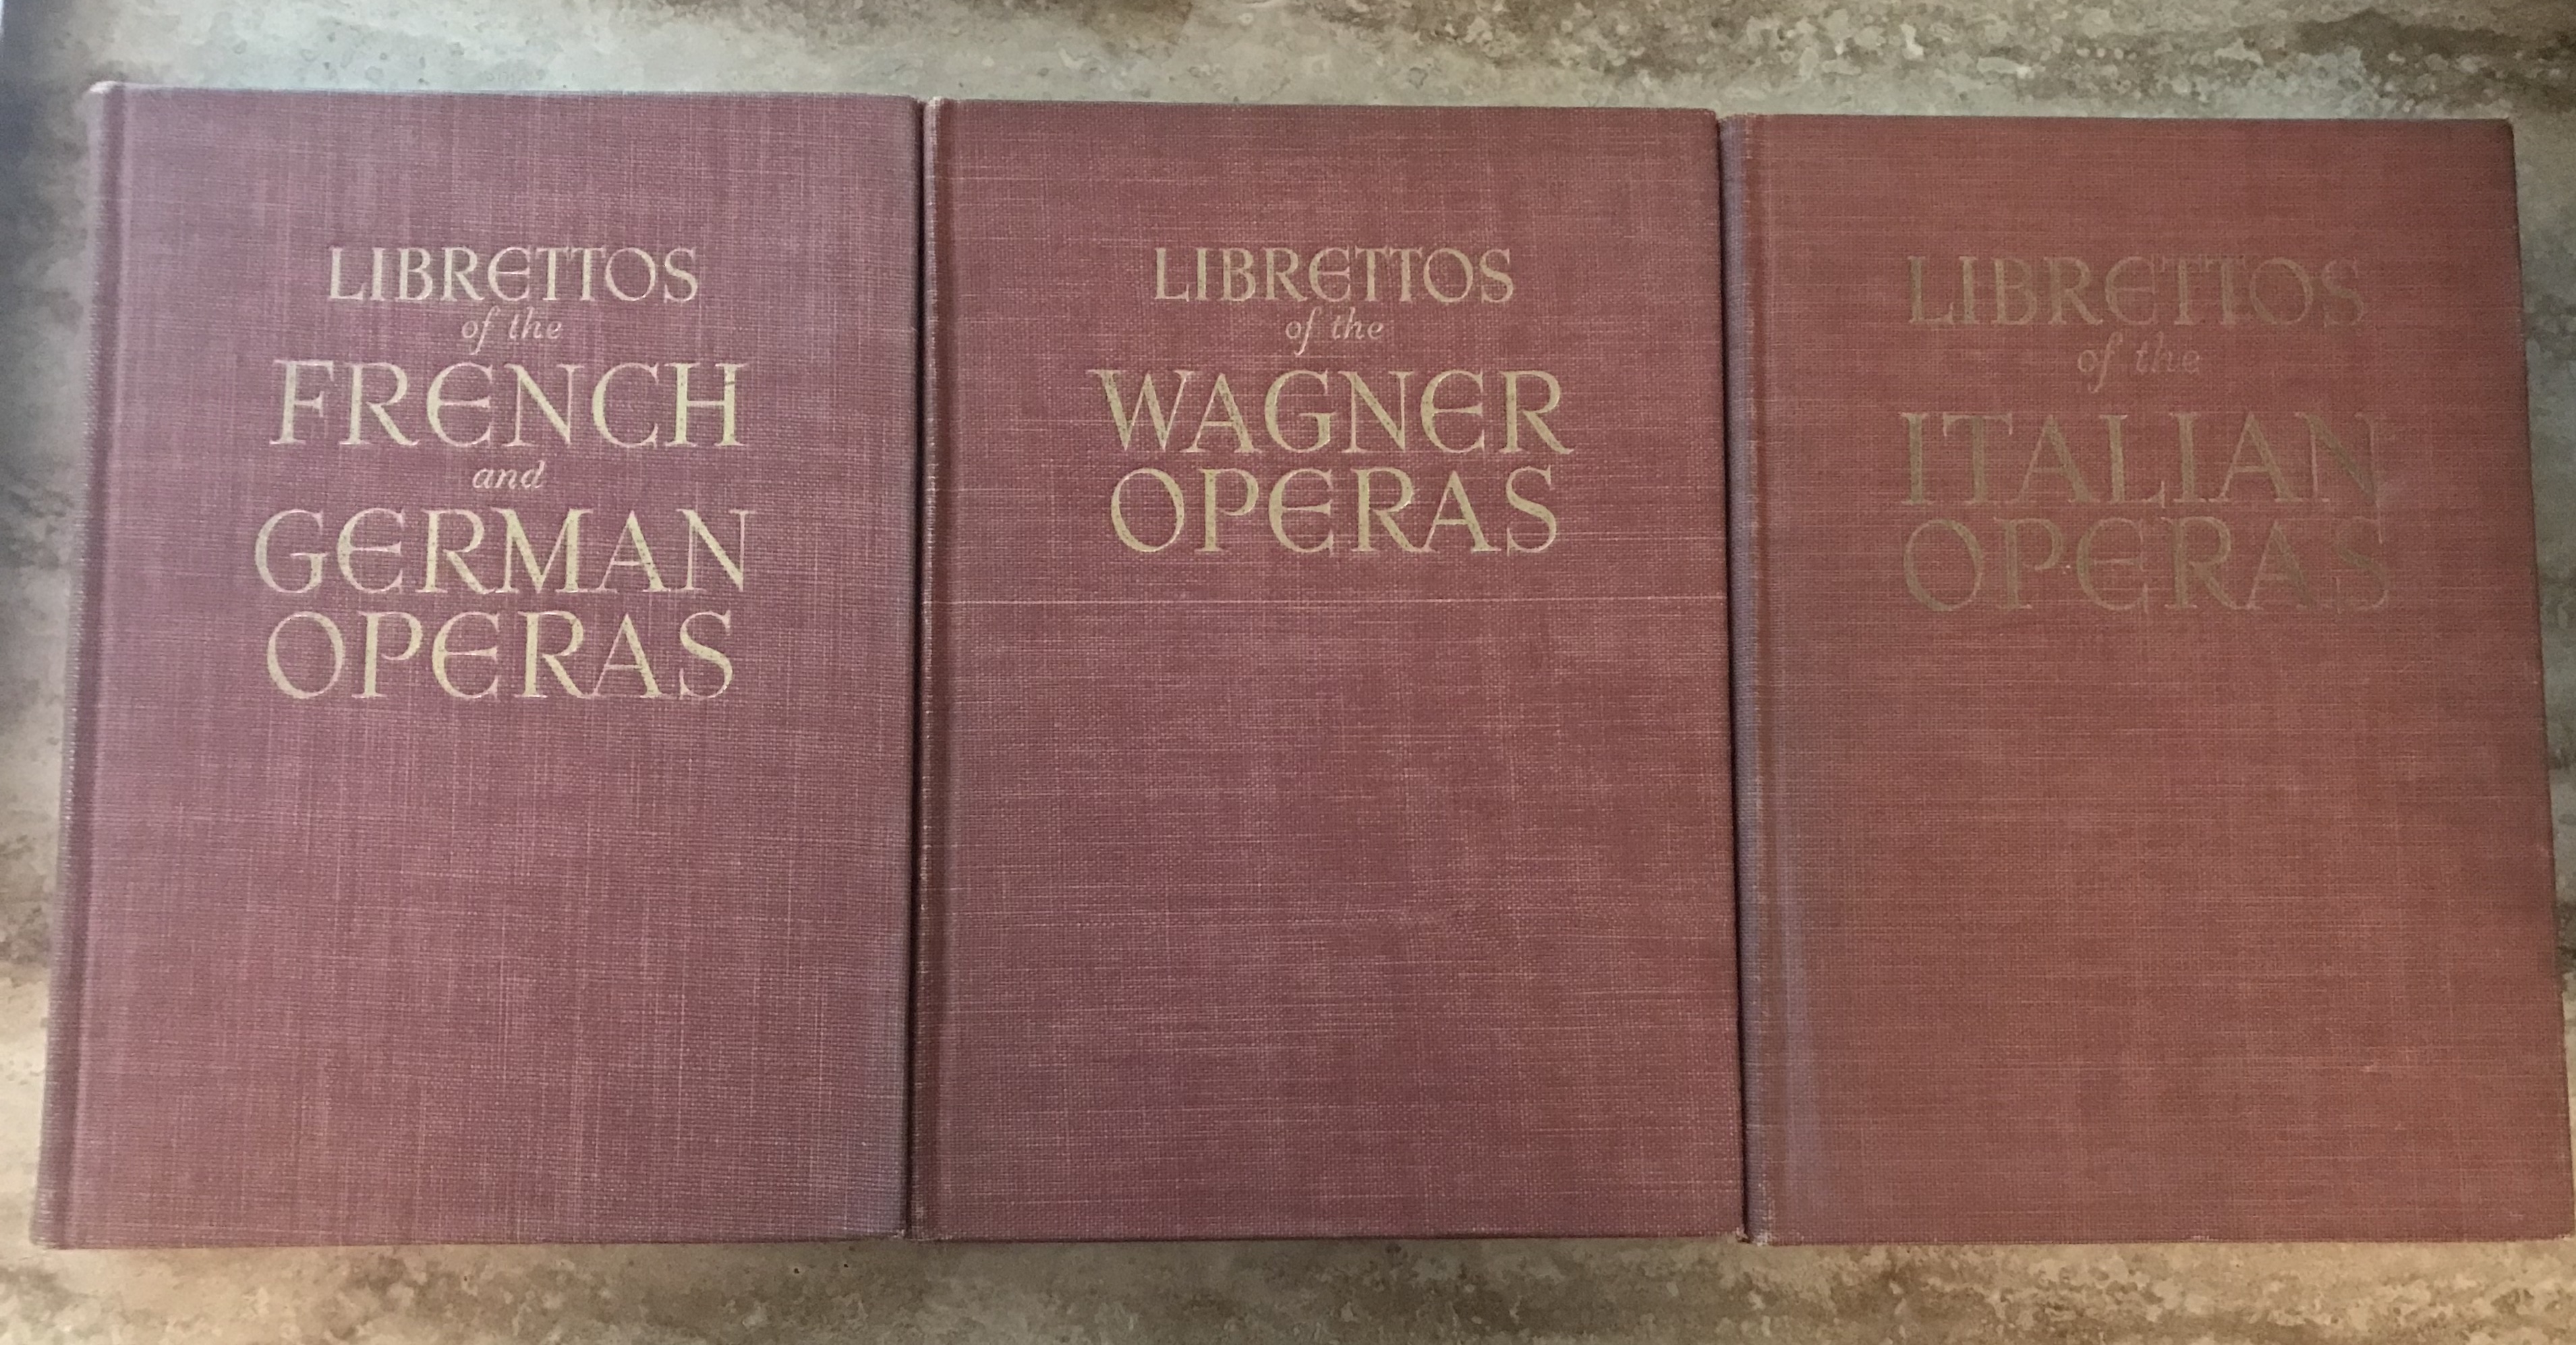 LIBRETTOS
of the
FRENCH
and
GERMAN
OPERAS
LIBRETTOS
of the
WAGNER
OPERAS
LIBRETTOS
of the
ITALIAN
OPERAS